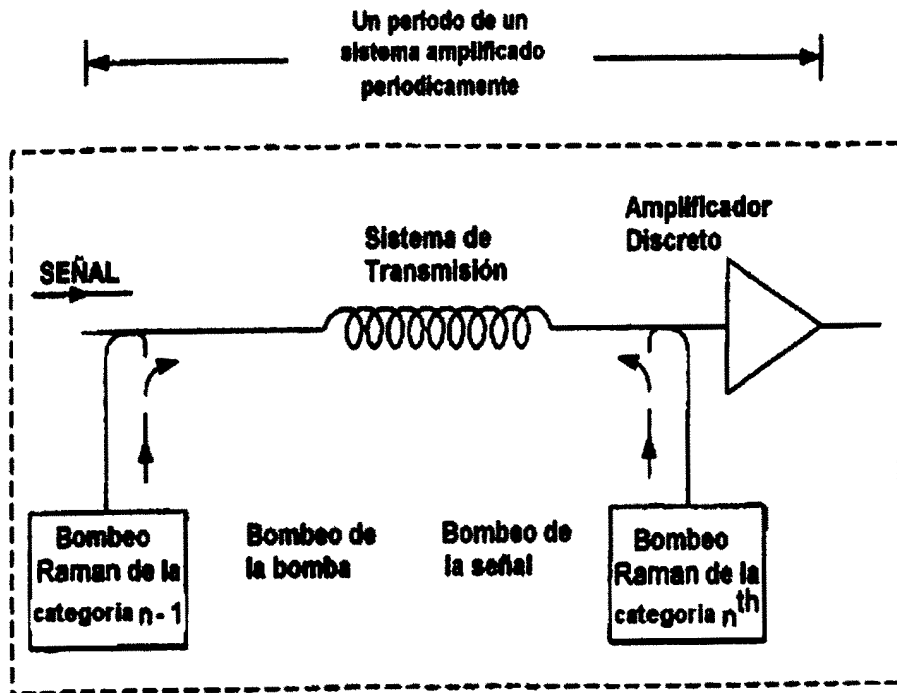 Un periodo de un
sistema amplificado
periodicamente
Amplificador
Discreto
Sistema de
Transmisión
SEÑAL
Bombeo
Raman de la
categoria n - 1
Bombeo de
la bomba
Bombeo de
la señal
Bombeo
Raman de la
categoria n th